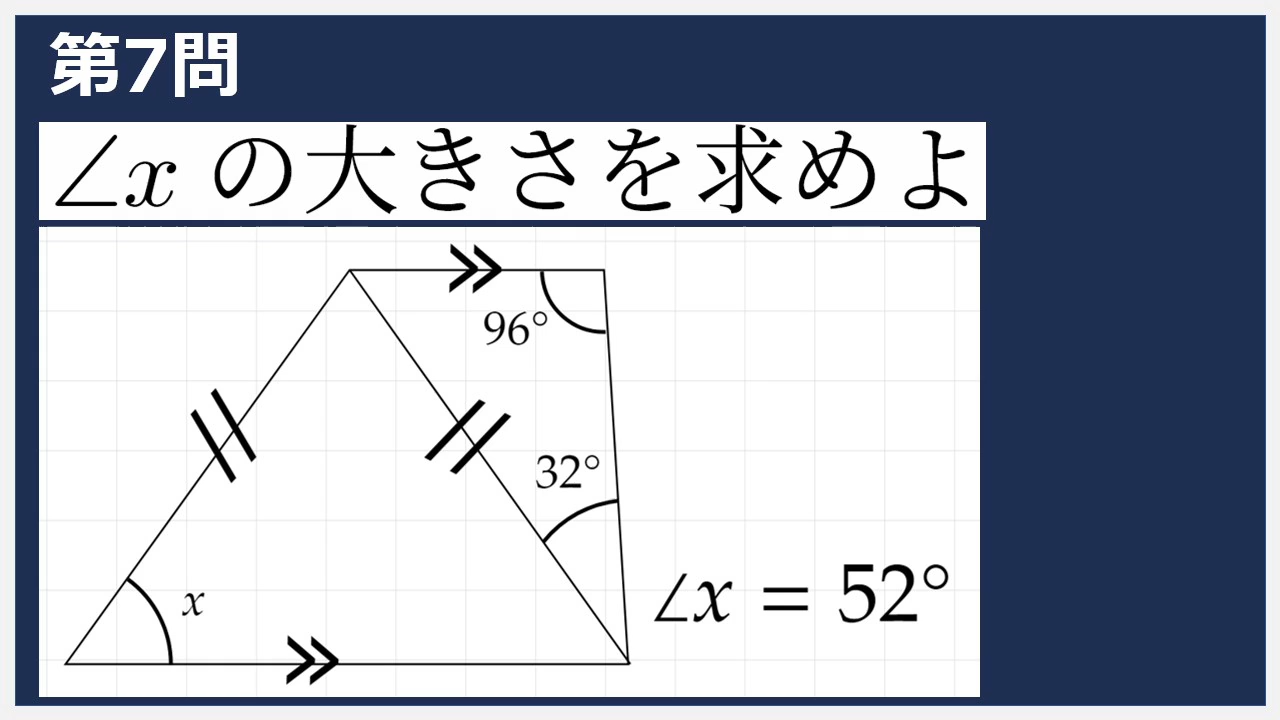 第7問
∠x の大きさを求めよ
96°
32°
x
∠x = 52°